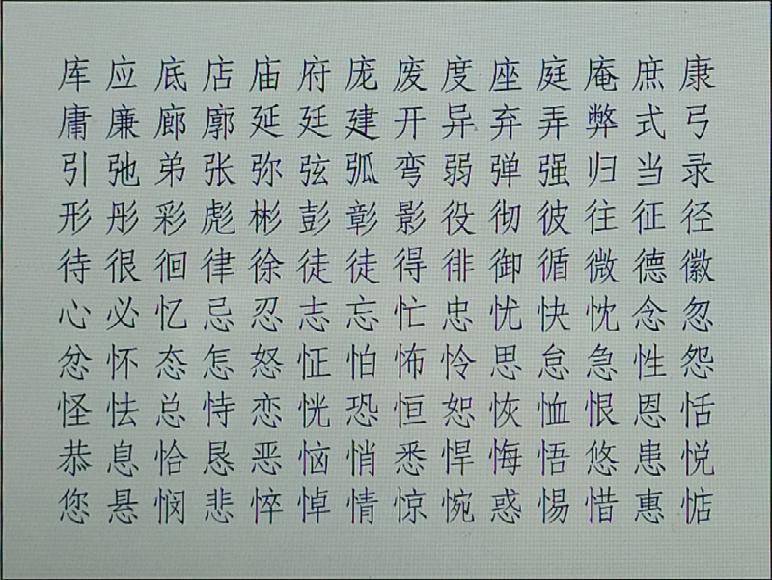 库应底店庙府庞废度座庭庵庶康
庸廉廊廓延廷建开异弃弄弊式弓
引弛弟张弥弦弧弯弱弹强归当录
形彤彩彪彬彭彰影役彻彼往征径
待很徊律徐徒徒得徘御循微德徽
心必忆忌忍志忘忙忠忧快忱念忽
忿怀态怎怒怔怕怖怜思怠急性怨
怪怯总恃恋恍恐恒恕恢恤恨恩恬
恭息恰恳恶恼悄悉悍悔悟悠患悦
您悬悯悲悴悼情惊惋惑惕惜惠惦